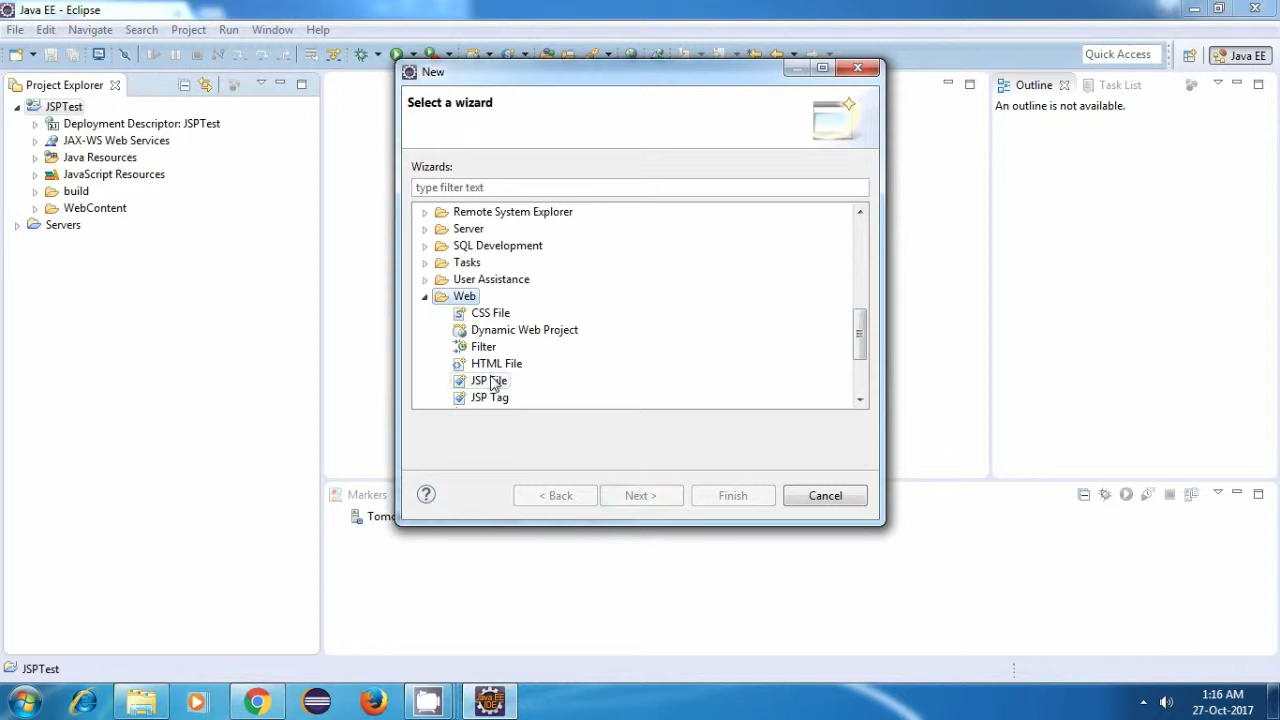 Java EE - Eclipse
File Edit Navigate Search Project Run Window Help
Quick Access
Java EE
Project Explorer
JSPTest
Deployment Descriptor: JSPTest
JAX-WS Web Services
Java Resources
JavaScript Resources
build
WebContent
Servers
New
Select a wizard
Wizards:
type filter text
Remote System Explorer
Server
SQL Development
Tasks
User Assistance
Web
CSS File
Dynamic Web Project
Filter
HTML File
JSP File
JSP Tag
< Back
Next >
Finish
Cancel
Outline
Task List
An outline is not available.
Markers
JSPTest
1:16 AM
27-Oct-2017